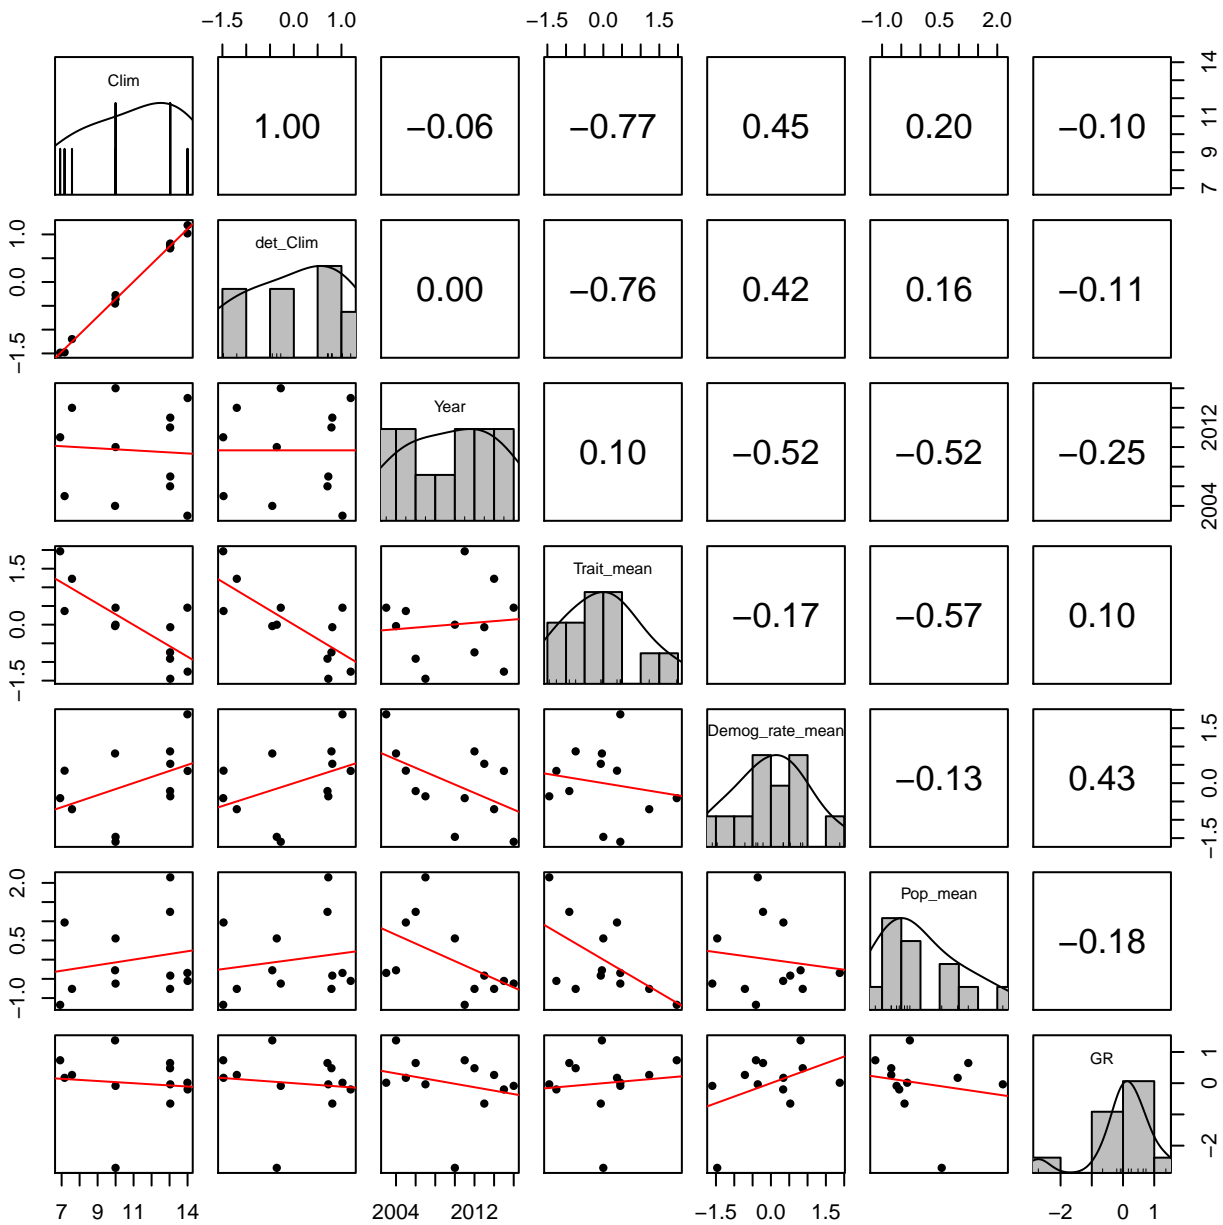 −1.5 0.0 1.0 −1.5 0.0 1.5 −1.0 0.5 2.0
Clim 1.00 −0.06 −0.77 0.45 0.20 −0.10 7 9 11 14
−1.5 0.0 1.0 det_Clim 0.00 −0.76 0.42 0.16 −0.11
Year 0.10 −0.52 −0.52 −0.25 2004 2012
−1.5 0.0 1.5 Trait_mean −0.17 −0.57 0.10
Demog_rate_mean −0.13 0.43 −1.5 0.0 1.5
−1.0 0.5 2.0 Pop_mean −0.18
GR −2 0 1
7 9 11 14 2004 2012 −1.5 0.0 1.5 −2 0 1